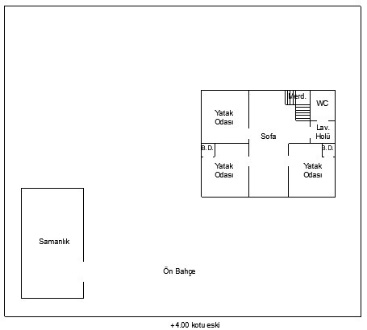 Merd.
WC
Yatak
Odası
Sofa
Lav.
Holü
B.D.
B.D.
Yatak
Odası
Yatak
Odası
Samanlık
Ön Bahçe
+4.00 kotu eski